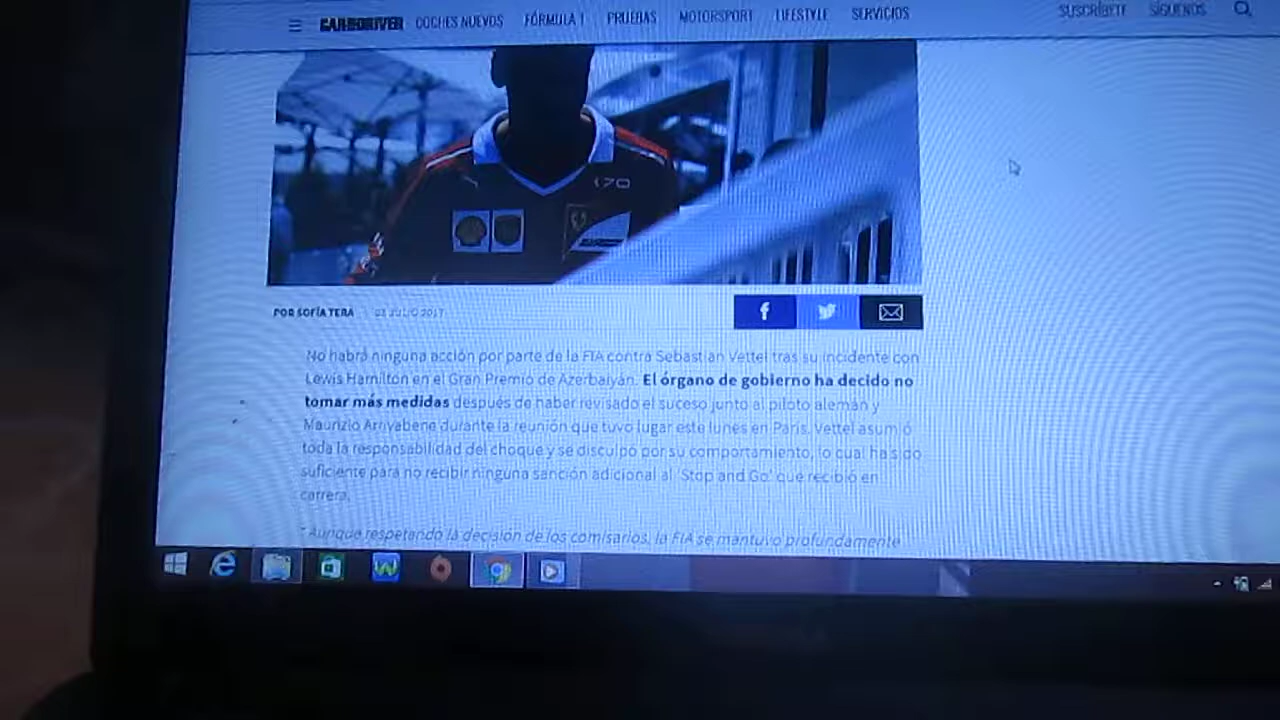 CARANDDRIVER COCHES NUEVOS FÓRMULA 1 PRUEBAS MOTORSPORT LIFESTYLE SERVICIOS SUSCRÍBETE SÍGUENOS
POR SOFÍA TERA | 03 JULIO 2017
No habrá ninguna acción por parte de la FIA contra Sebastian Vettel tras su incidente con
Lewis Hamilton en el Gran Premio de Azerbaiyán. El órgano de gobierno ha decido no
tomar más medidas después de haber revisado el suceso junto al piloto alemán y
Maurizio Arrivabene durante la reunión que tuvo lugar este lunes en París. Vettel asumió
toda la responsabilidad del choque y se disculpó por su comportamiento, lo cual ha sido
suficiente para no recibir ninguna sanción adicional al 'Stop and Go' que recibió en
carrera.
"Aunque respetando la decisión de los comisarios, la FIA se mantuvo profundamente